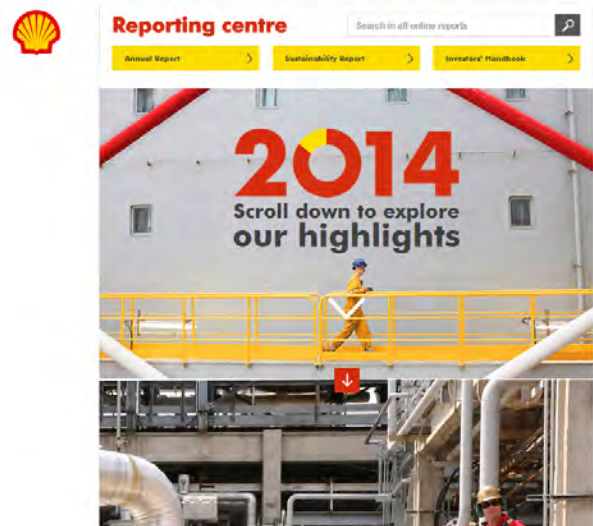 Reporting centre
Search in all online reports
Annual Report
Sustainability Report
Investors' Handbook
2014
Scroll down to explore
our highlights